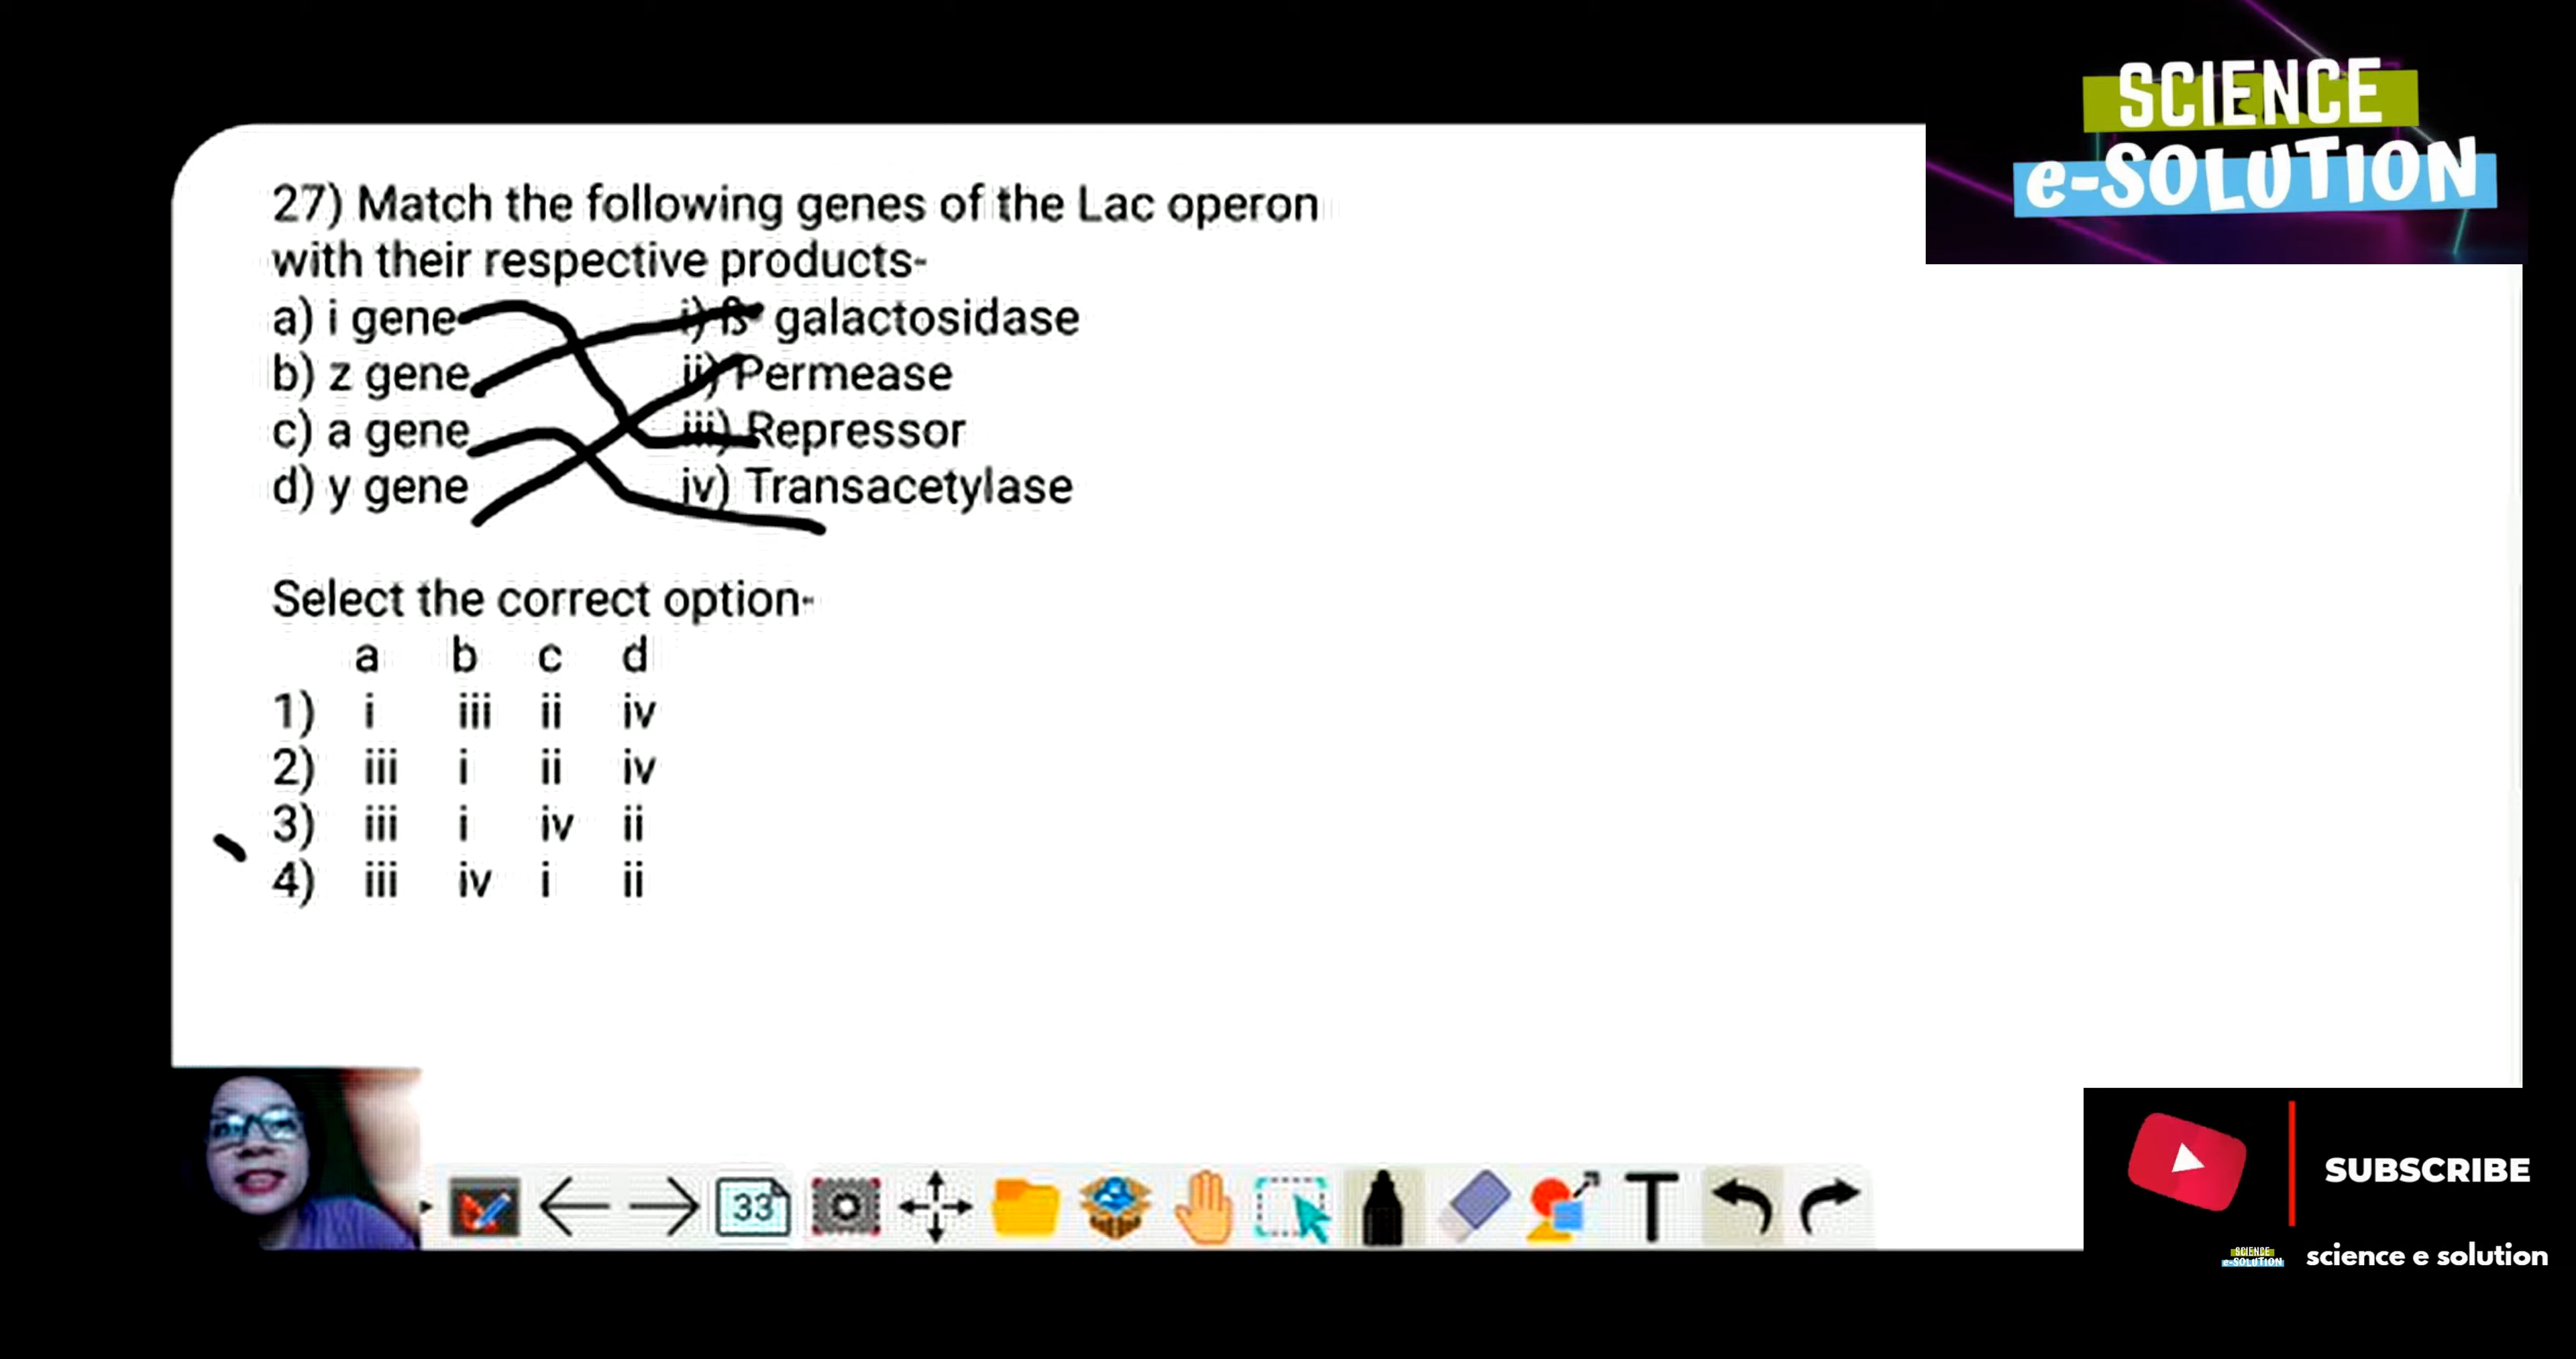 SCIENCE
e-SOLUTION
27) Match the following genes of the Lac operon
with their respective products-
a) i gene i) ß- galactosidase
b) z gene ii) Permease
c) a gene iii) Repressor
d) y gene iv) Transacetylase
Select the correct option-
a b c d
1) i iii ii iv
2) iii i ii iv
3) iii i iv ii
4) iii iv i ii
33
T
SUBSCRIBE
SCIENCE
e-SOLUTION
science e solution